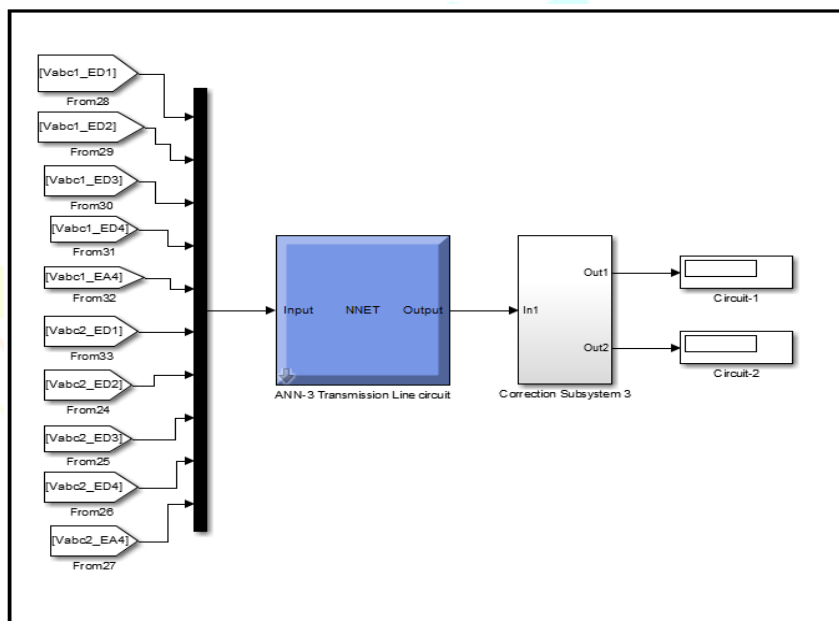 [Vabc1_ED1]
From28
[Vabc1_ED2]
From29
[Vabc1_ED3]
From30
[Vabc1_ED4]
From31
[Vabc1_EA4]
From32
[Vabc2_ED1]
From33
[Vabc2_ED2]
From24
[Vabc2_ED3]
From25
[Vabc2_ED4]
From26
[Vabc2_EA4]
From27
Input NNET Output
ANN-3 Transmission Line circuit
In1
Out1
Out2
Correction Subsystem 3
Circuit-1
Circuit-2